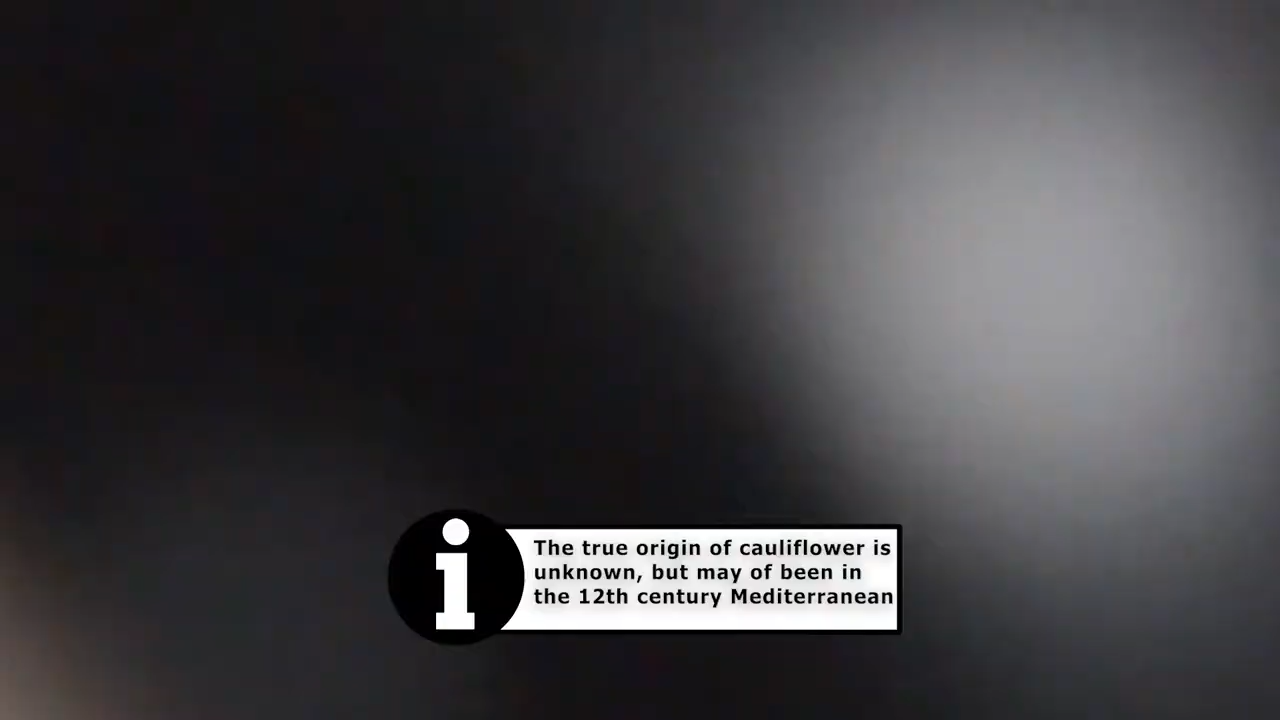 The true origin of cauliflower is
unknown, but may of been in
the 12th century Mediterranean